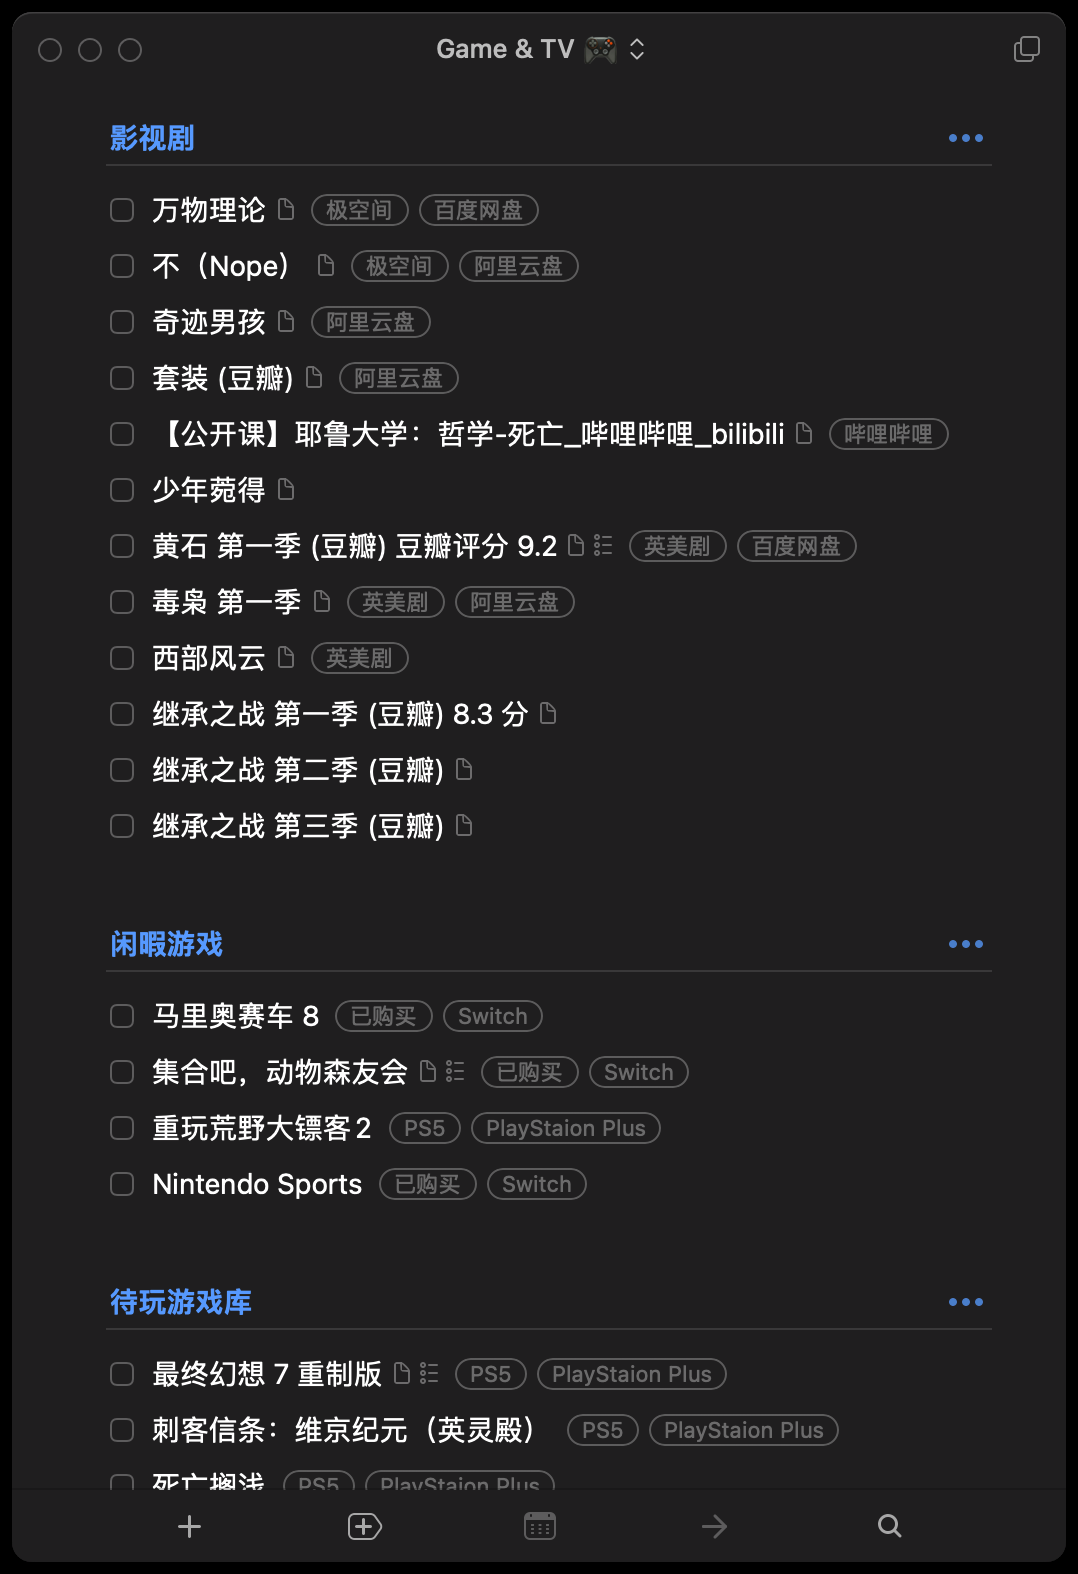 Game & TV 🎮
影视剧
万物理论 极空间 百度网盘
不（Nope） 极空间 阿里云盘
奇迹男孩 阿里云盘
套装 (豆瓣) 阿里云盘
【公开课】耶鲁大学：哲学-死亡_哔哩哔哩_bilibili 哔哩哔哩
少年菀得
黄石 第一季 (豆瓣) 豆瓣评分 9.2 英美剧 百度网盘
毒枭 第一季 英美剧 阿里云盘
西部风云 英美剧
继承之战 第一季 (豆瓣) 8.3 分
继承之战 第二季 (豆瓣)
继承之战 第三季 (豆瓣)
闲暇游戏
马里奥赛车 8 已购买 Switch
集合吧，动物森友会 已购买 Switch
重玩荒野大镖客2 PS5 PlayStaion Plus
Nintendo Sports 已购买 Switch
待玩游戏库
最终幻想 7 重制版 PS5 PlayStaion Plus
刺客信条：维京纪元（英灵殿） PS5 PlayStaion Plus
死亡搁浅 PS5 PlayStaion Plus